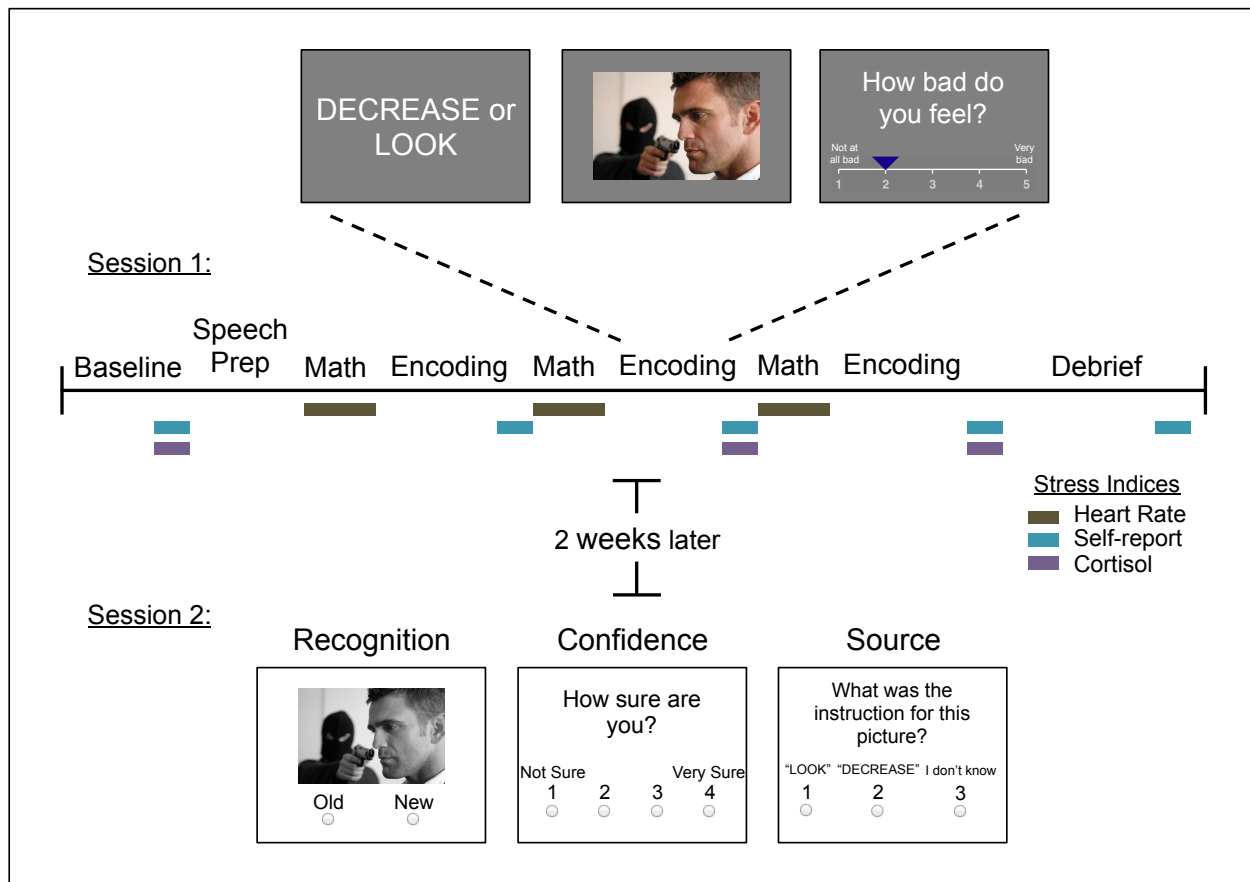 DECREASE or
LOOK
How bad do
you feel?
Not at
all bad
Very
bad
1 2 3 4 5
Session 1:
Baseline
Speech
Prep
Math
Encoding
Math
Encoding
Math
Encoding
Debrief
Stress Indices
Heart Rate
Self-report
Cortisol
2 weeks later
Session 2:
Recognition
Old New
Confidence
How sure are
you?
Not Sure Very Sure
1 2 3 4
Source
What was the
instruction for this
picture?
“LOOK” “DECREASE” I don’t know
1 2 3